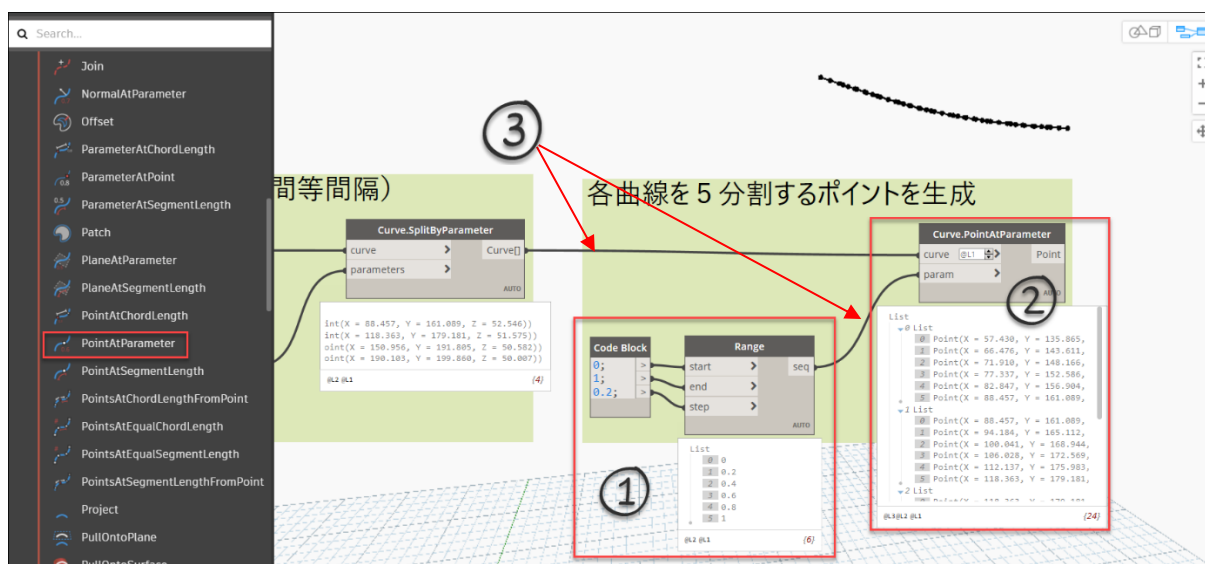 Search...
Join
NormalAtParameter
Offset
ParameterAtChordLength
ParameterAtPoint
ParameterAtSegmentLength
Patch
PlaneAtParameter
PlaneAtSegmentLength
PointAtChordLength
PointAtParameter
PointAtSegmentLength
PointsAtChordLengthFromPoint
PointsAtEqualChordLength
PointsAtEqualSegmentLength
PointsAtSegmentLengthFromPoint
Project
PullOntoPlane
PullOntoSurface
間等間隔)
Curve.SplitByParameter
curve > Curve[]
parameters >
AUTO
int(X = 88.457, Y = 161.089, Z = 52.546))
int(X = 118.363, Y = 179.181, Z = 51.575))
oint(X = 150.956, Y = 191.805, Z = 50.582))
oint(X = 190.103, Y = 199.860, Z = 50.007))
@L2 @L1 {4}
③
各曲線を5分割するポイントを生成
Code Block
0; >
1; >
0.2; >
Range
start > seq
end >
step >
AUTO
List
0 0
1 0.2
2 0.4
3 0.6
4 0.8
5 1
@L2 @L1 {6}
①
Curve.PointAtParameter
curve @L1 > Point
param >
AUTO
②
List
0 List
0 Point(X = 57.430, Y = 135.865,
1 Point(X = 66.476, Y = 143.611,
2 Point(X = 71.910, Y = 148.166,
3 Point(X = 77.337, Y = 152.586,
4 Point(X = 82.847, Y = 156.904,
5 Point(X = 88.457, Y = 161.089,
1 List
0 Point(X = 88.457, Y = 161.089,
1 Point(X = 94.184, Y = 165.112,
2 Point(X = 100.041, Y = 168.944,
3 Point(X = 106.028, Y = 172.569,
4 Point(X = 112.137, Y = 175.983,
5 Point(X = 118.363, Y = 179.181,
2 List
@L3 @L2 @L1 {24}